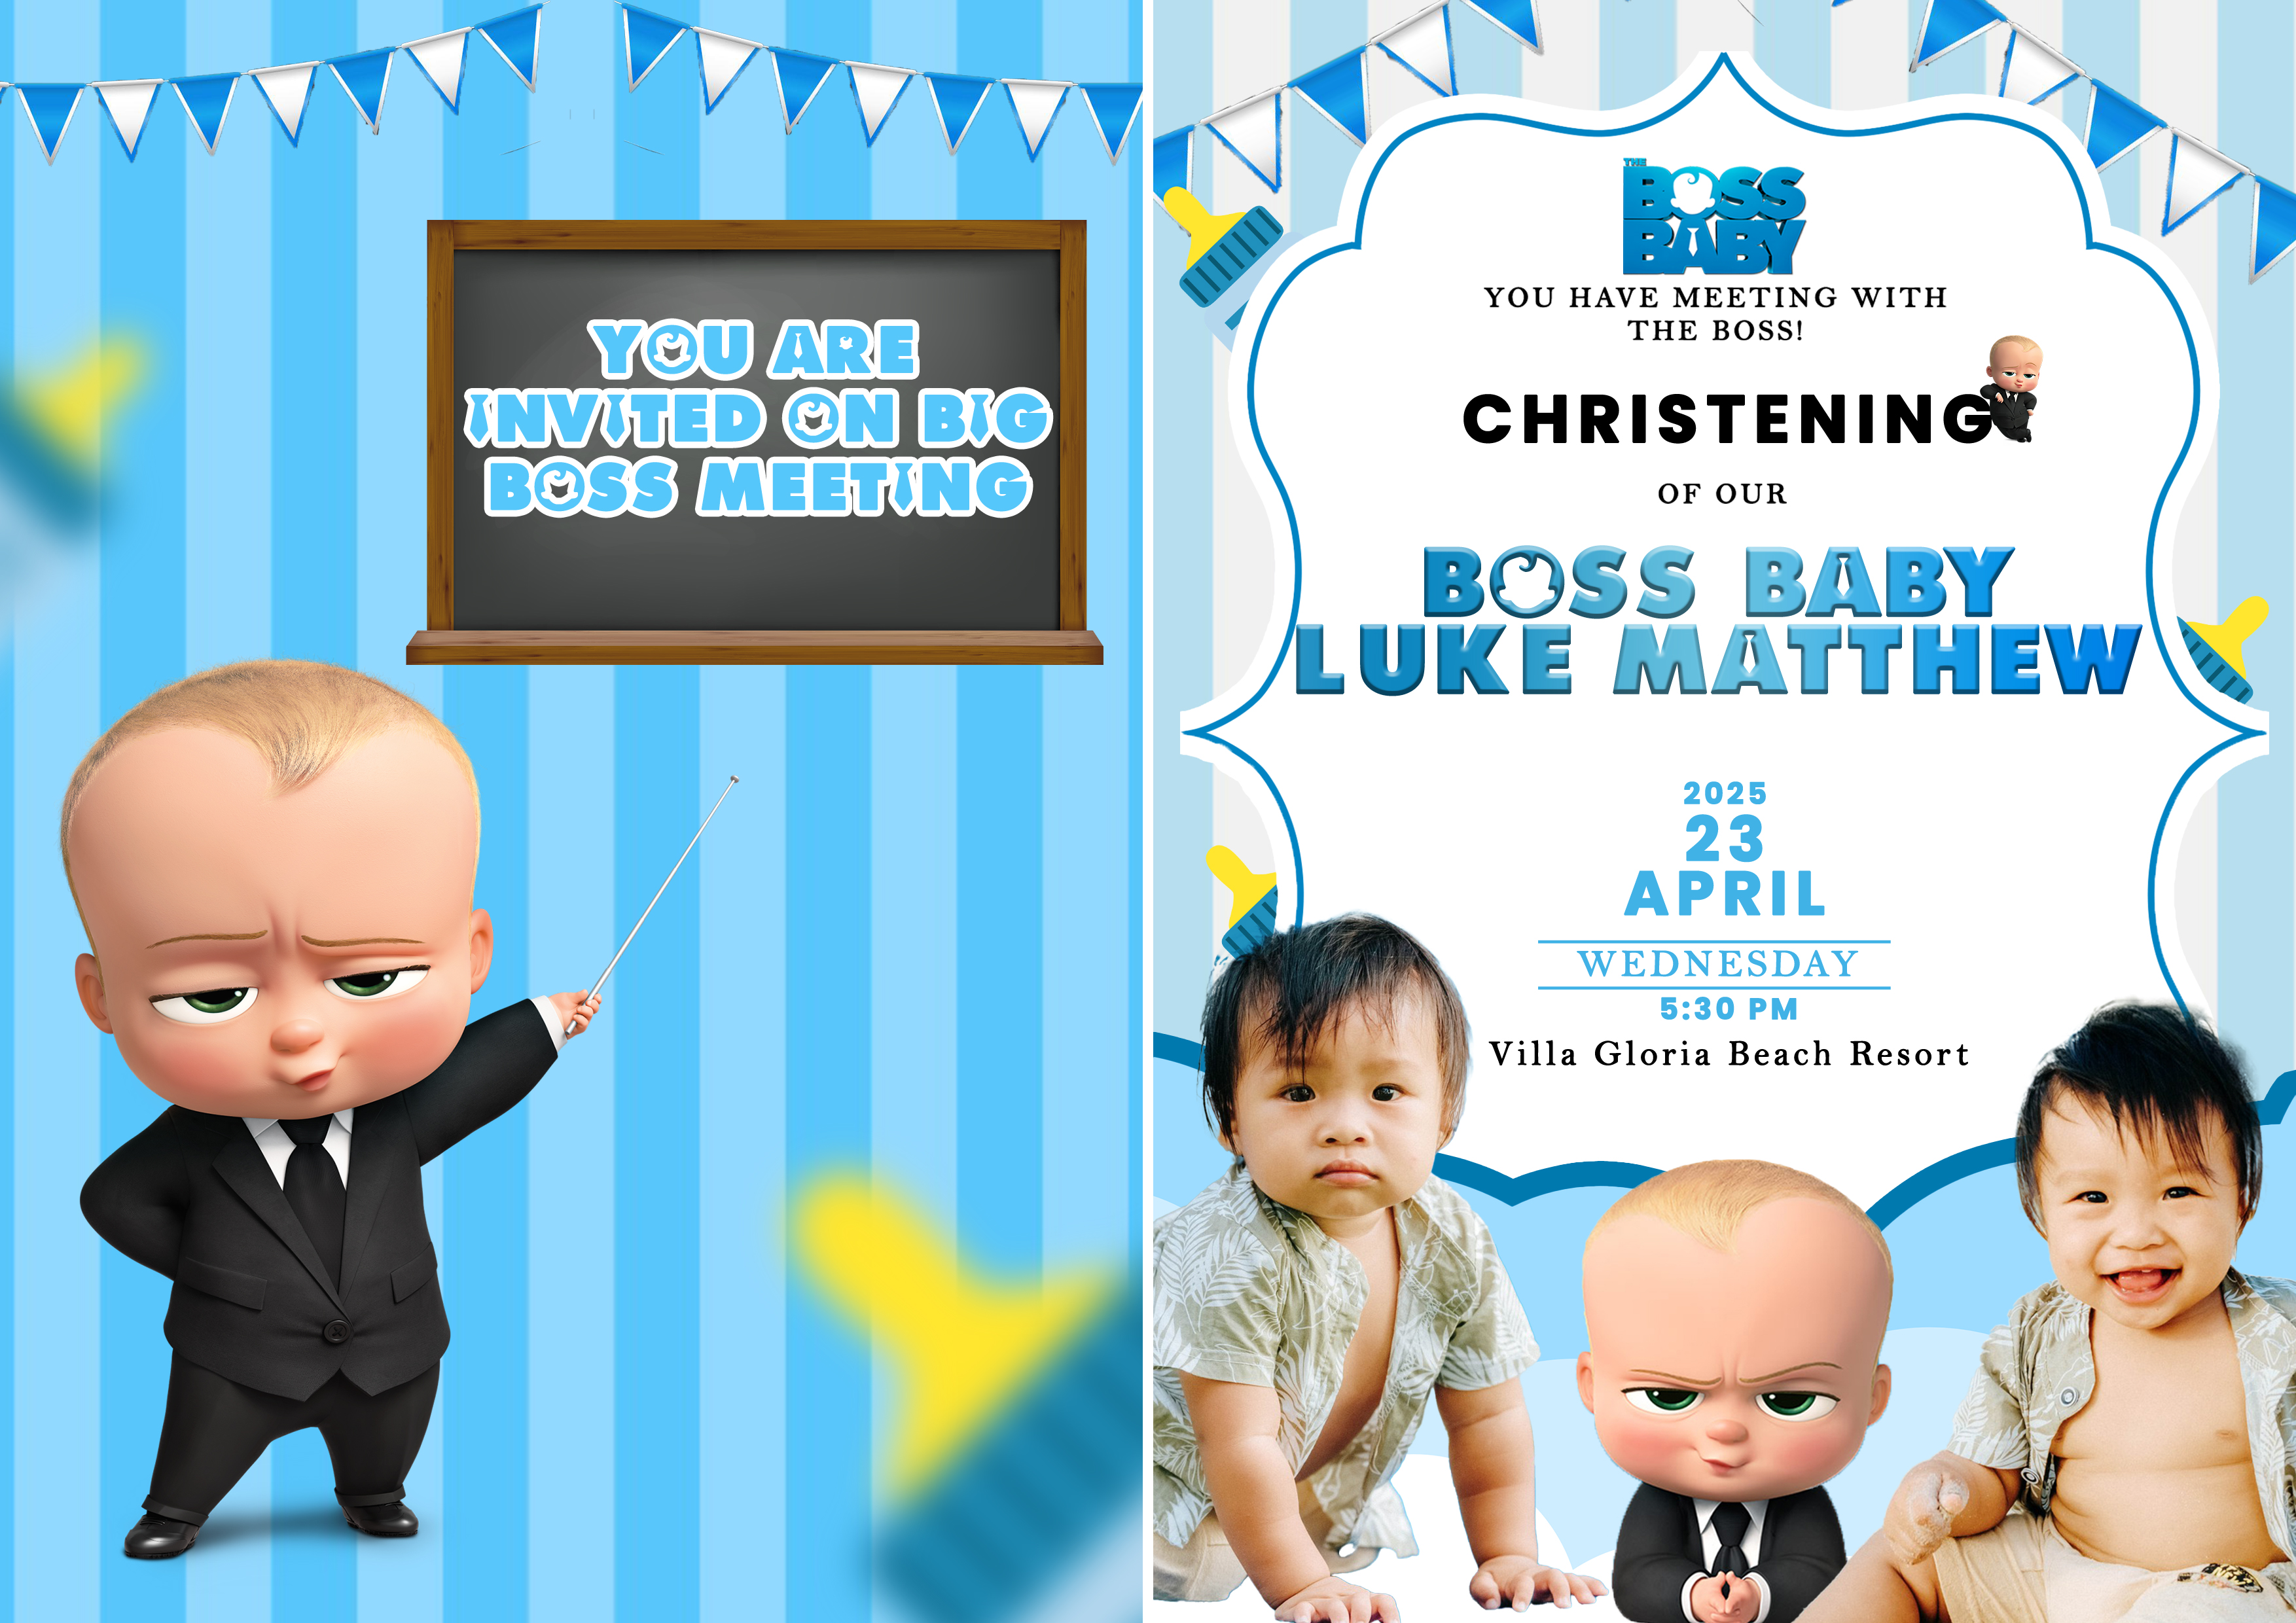 YOU ARE
INVITED ON BIG
BOSS MEETING
THE
BOSS
BABY
YOU HAVE MEETING WITH
THE BOSS!
CHRISTENING
OF OUR
BOSS BABY
LUKE MATTHEW
2025
23
APRIL
WEDNESDAY
5:30 PM
Villa Gloria Beach Resort